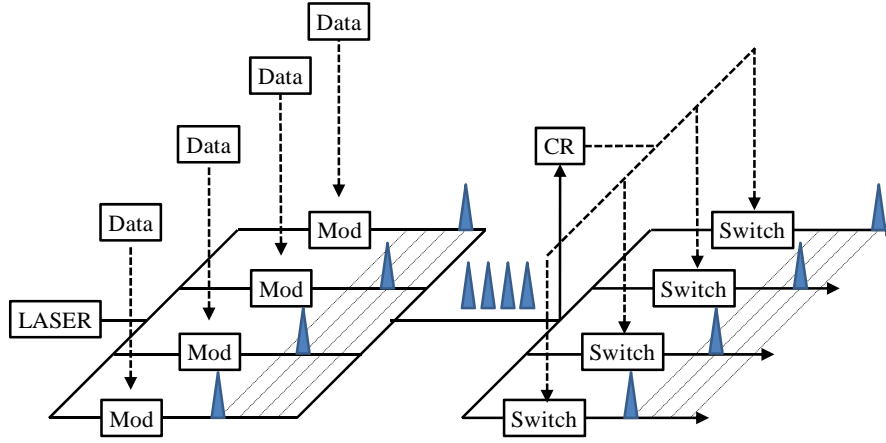 Data
Data
Data
CR
Data
Mod
Switch
Mod
Switch
LASER
Mod
Switch
Mod
Switch